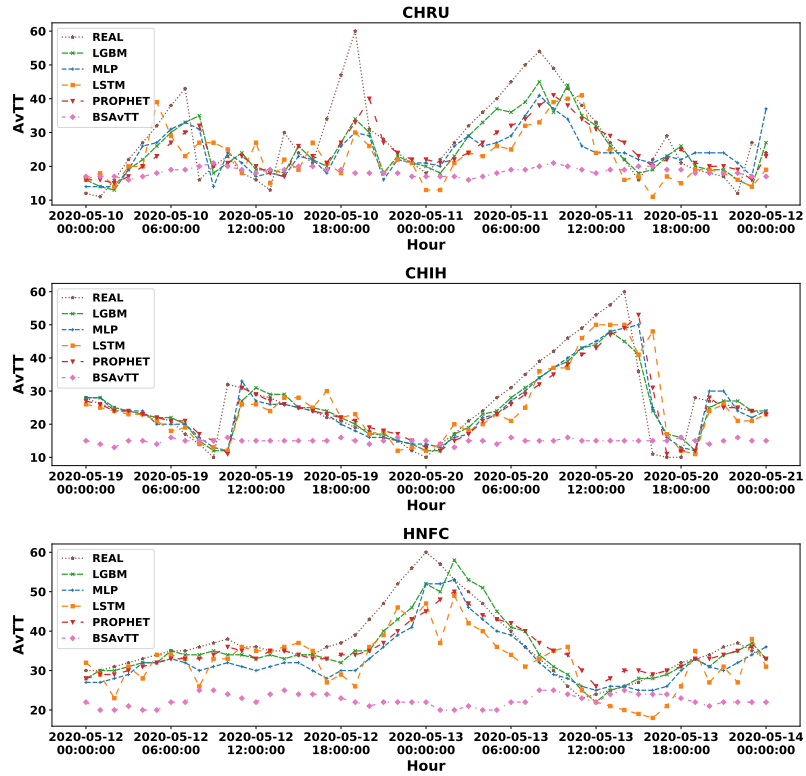 CHRU
AvTT
60
50
40
30
20
10
REAL
LGBM
MLP
LSTM
PROPHET
BSAvTT
2020-05-10 2020-05-10 2020-05-10 2020-05-10 2020-05-11 2020-05-11 2020-05-11 2020-05-11 2020-05-12
00:00:00 06:00:00 12:00:00 18:00:00 00:00:00 06:00:00 12:00:00 18:00:00 00:00:00
Hour
CHIH
AvTT
60
50
40
30
20
10
REAL
LGBM
MLP
LSTM
PROPHET
BSAvTT
2020-05-19 2020-05-19 2020-05-19 2020-05-19 2020-05-20 2020-05-20 2020-05-20 2020-05-20 2020-05-21
00:00:00 06:00:00 12:00:00 18:00:00 00:00:00 06:00:00 12:00:00 18:00:00 00:00:00
Hour
HNFC
AvTT
60
50
40
30
20
REAL
LGBM
MLP
LSTM
PROPHET
BSAvTT
2020-05-12 2020-05-12 2020-05-12 2020-05-12 2020-05-13 2020-05-13 2020-05-13 2020-05-13 2020-05-14
00:00:00 06:00:00 12:00:00 18:00:00 00:00:00 06:00:00 12:00:00 18:00:00 00:00:00
Hour